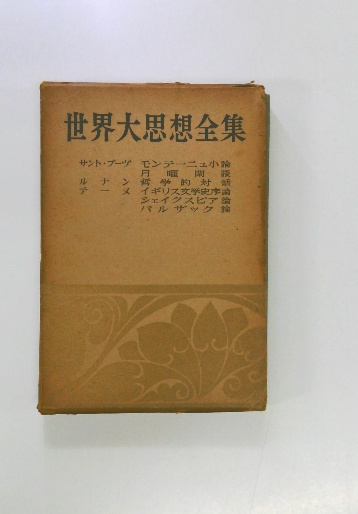 世界大思想全集
サント・ブーヴ モンテーニュ小論
月曜閑談
ルナン 哲学的対話
テーヌ イギリス文学史序論
シェイクスピア論
バルザック論